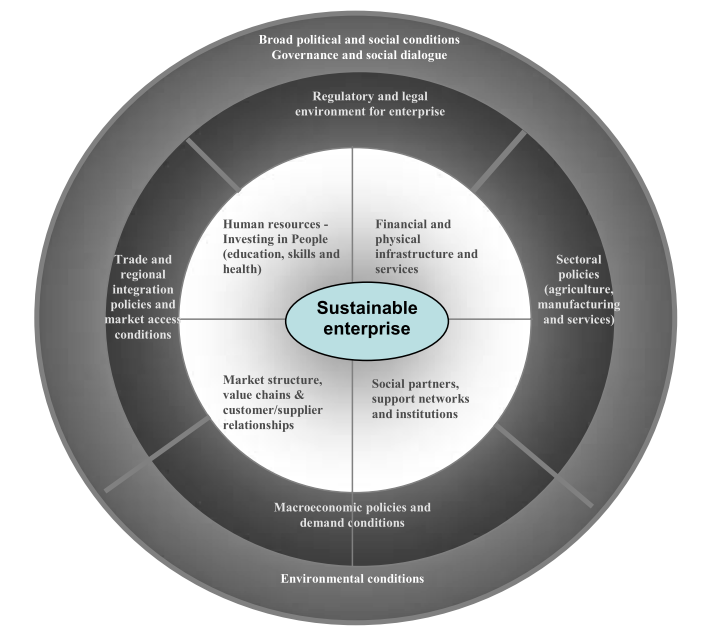 Broad political and social conditions
Governance and social dialogue
Regulatory and legal
environment for enterprise
Human resources -
Investing in People
(education, skills and
health)
Financial and
physical
infrastructure and
services
Trade and
regional
integration
policies and
market access
conditions
Sectoral
policies
(agriculture,
manufacturing
and services)
Sustainable
enterprise
Market structure,
value chains &
customer/supplier
relationships
Social partners,
support networks
and institutions
Macroeconomic policies and
demand conditions
Environmental conditions